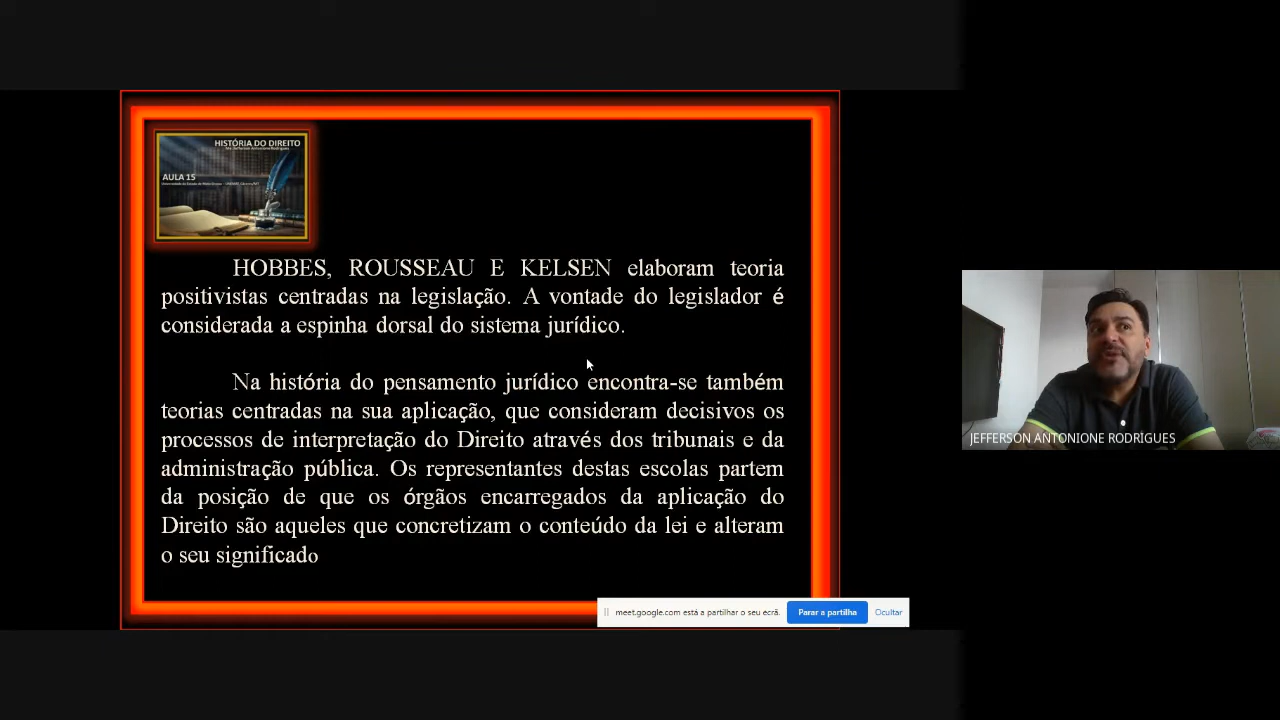 HISTÓRIA DO DIREITO
AULA 15
HOBBES, ROUSSEAU E KELSEN elaboram teoria
positivistas centradas na legislação. A vontade do legislador é
considerada a espinha dorsal do sistema jurídico.
Na história do pensamento jurídico encontra-se também
teorias centradas na sua aplicação, que consideram decisivos os
processos de interpretação do Direito através dos tribunais e da
administração pública. Os representantes destas escolas partem
da posição de que os órgãos encarregados da aplicação do
Direito são aqueles que concretizam o conteúdo da lei e alteram
o seu significado
meet.google.com está a partilhar o seu ecrã. Parar a partilha Ocultar
JEFFERSON ANTONIONE RODRIGUES